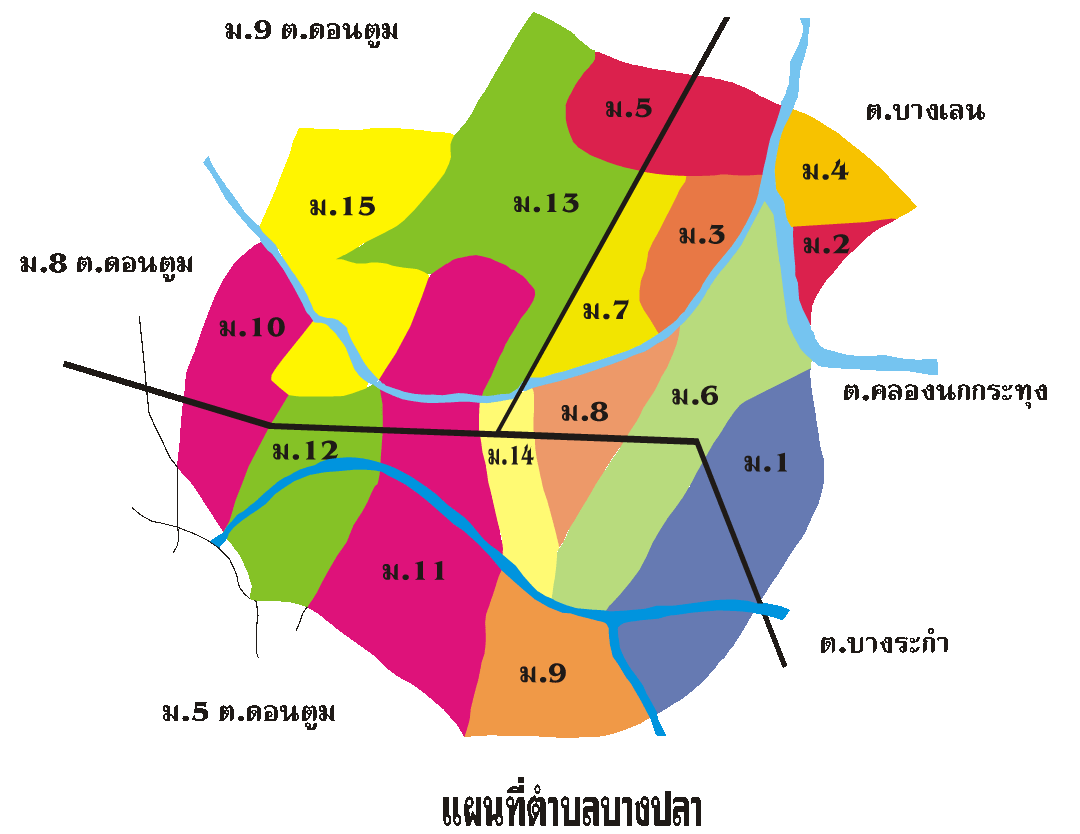 ม.9 ต.ดอนตูม
ม.5
ต.บางเลน
ม.4
ม.15
ม.13
ม.3
ม.2
ม.8 ต.ดอนตูม
ม.10
ม.7
ต.คลองนกกระทุง
ม.6
ม.8
ม.12
ม.14
ม.1
ม.11
ต.บางระกำ
ม.9
ม.5 ต.ดอนตูม
แผนที่ตำบลบางปลา